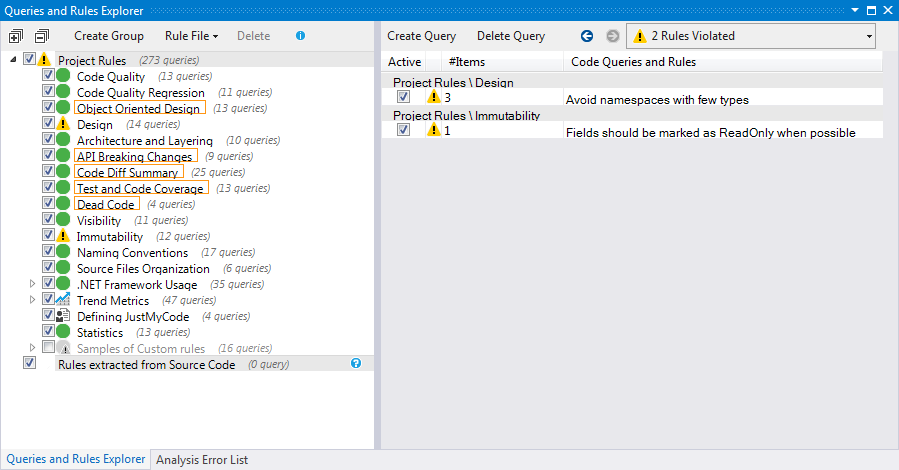 Queries and Rules Explorer
Create Group Rule File Delete
Project Rules (273 queries)
Code Quality (13 queries)
Code Quality Regression (11 queries)
Object Oriented Design (13 queries)
Design (14 queries)
Architecture and Layering (10 queries)
API Breaking Changes (9 queries)
Code Diff Summary (25 queries)
Test and Code Coverage (13 queries)
Dead Code (4 queries)
Visibility (11 queries)
Immutability (12 queries)
Naming Conventions (17 queries)
Source Files Organization (6 queries)
.NET Framework Usage (35 queries)
Trend Metrics (47 queries)
Defining JustMyCode (4 queries)
Statistics (13 queries)
Samples of Custom rules (16 queries)
Rules extracted from Source Code (0 query)
Create Query Delete Query 2 Rules Violated
Active #Items Code Queries and Rules
Project Rules \ Design
3 Avoid namespaces with few types
Project Rules \ Immutability
1 Fields should be marked as ReadOnly when possible
Queries and Rules Explorer Analysis Error List